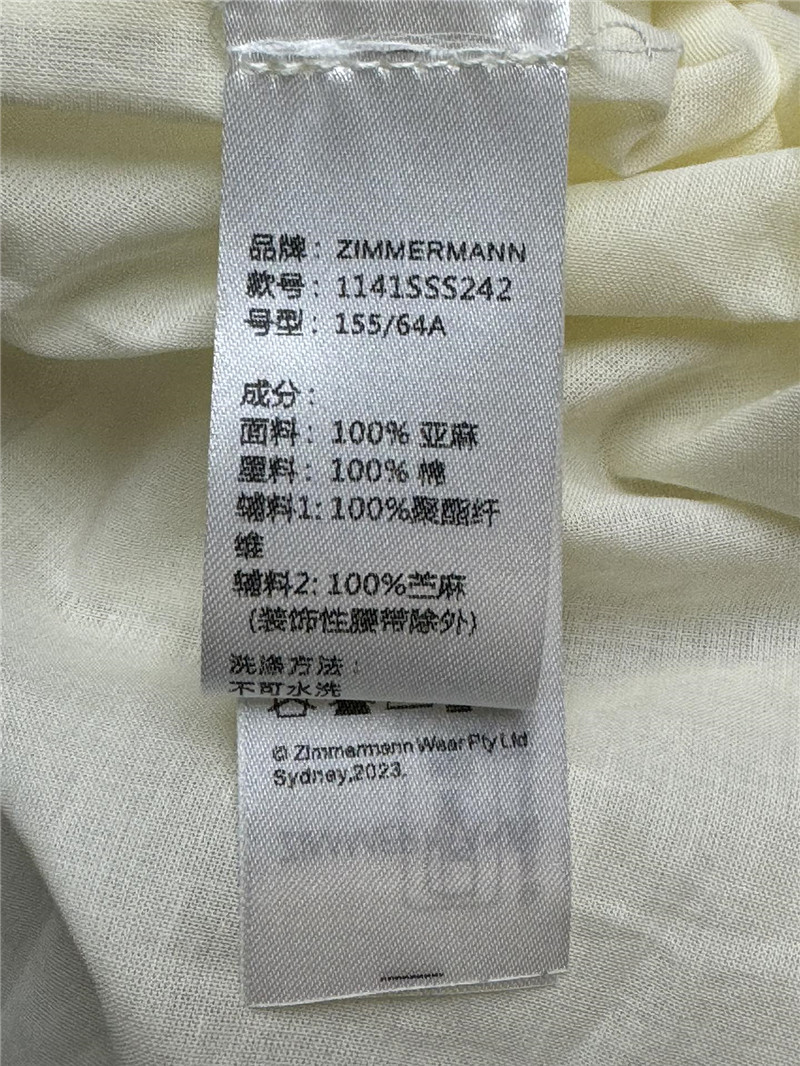 品牌：ZIMMERMANN
款号：1141SSS242
号型：155/64A
成分：
面料：100% 亚麻
里料：100% 棉
辅料1: 100%聚酯纤
维
辅料2: 100%苎麻
(装饰性腰带除外)
洗涤方法：
不可水洗
© Zimmermann Wear Pty Ltd
Sydney,2023.